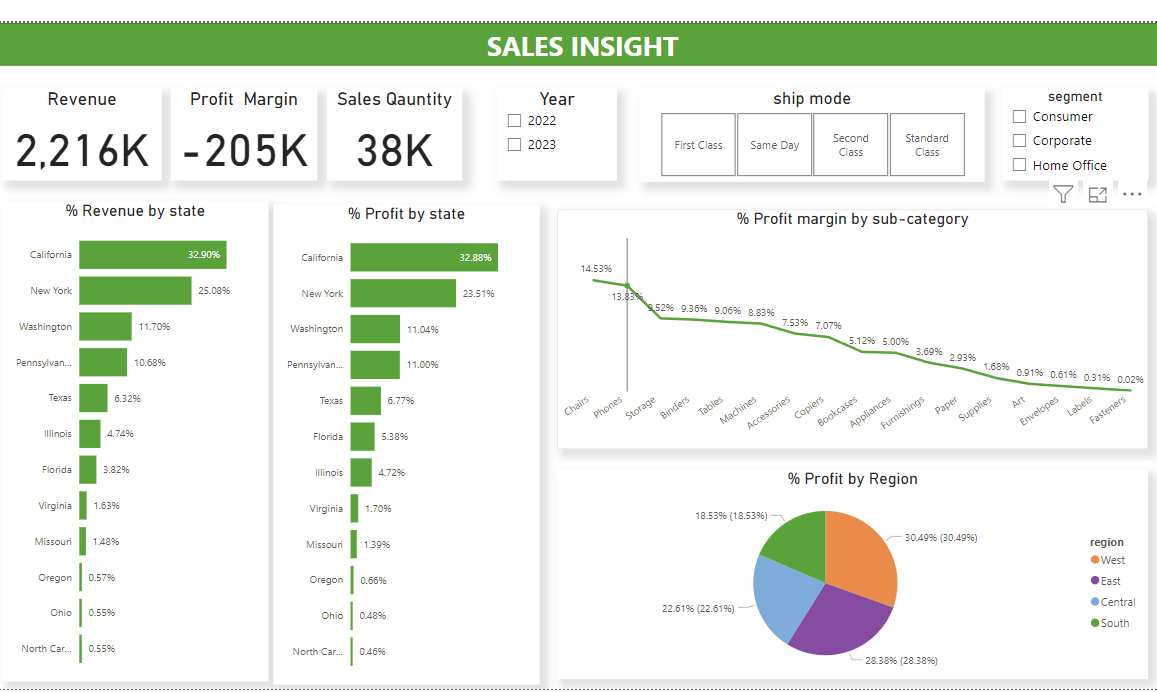 SALES INSIGHT
Revenue
2,216K
Profit Margin
-205K
Sales Qauntity
38K
Year
2022
2023
ship mode
First Class
Same Day
Second
Class
Standard
Class
segment
Consumer
Corporate
Home Office
% Revenue by state
California
32.90%
New York
25.08%
Washington
11.70%
Pennsylvan...
10.68%
Texas
6.32%
Illinois
4.74%
Florida
3.82%
Virginia
1.63%
Missouri
1.48%
Oregon
0.57%
Ohio
0.55%
North Car...
0.55%
% Profit by state
California
32.88%
New York
23.51%
Washington
11.04%
Pennsylvan...
11.00%
Texas
6.77%
Florida
5.38%
Illinois
4.72%
Virginia
1.70%
Missouri
1.39%
Oregon
0.66%
Ohio
0.48%
North Car...
0.46%
% Profit margin by sub-category
14.53%
13.83%
9.52%
9.36%
9.06%
8.83%
7.53%
7.07%
5.12%
5.00%
3.69%
2.93%
1.68%
0.91%
0.61%
0.31%
0.02%
Chairs
Phones
Storage
Binders
Tables
Machines
Accessories
Copiers
Bookcases
Appliances
Furnishings
Paper
Supplies
Art
Envelopes
Labels
Fasteners
% Profit by Region
18.53% (18.53%)
30.49% (30.49%)
22.61% (22.61%)
28.38% (28.38%)
region
West
East
Central
South